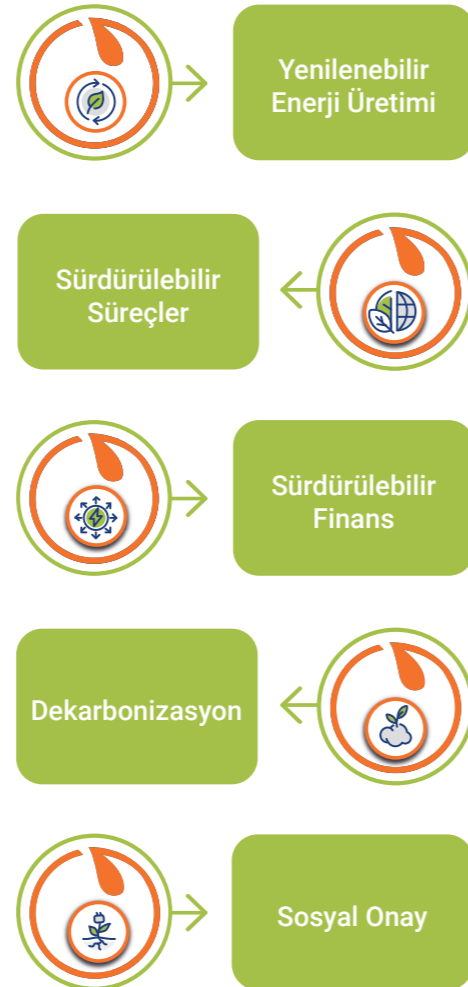 Yenilenebilir
Enerji Üretimi
Sürdürülebilir
Süreçler
Sürdürülebilir
Finans
Dekarbonizasyon
Sosyal Onay